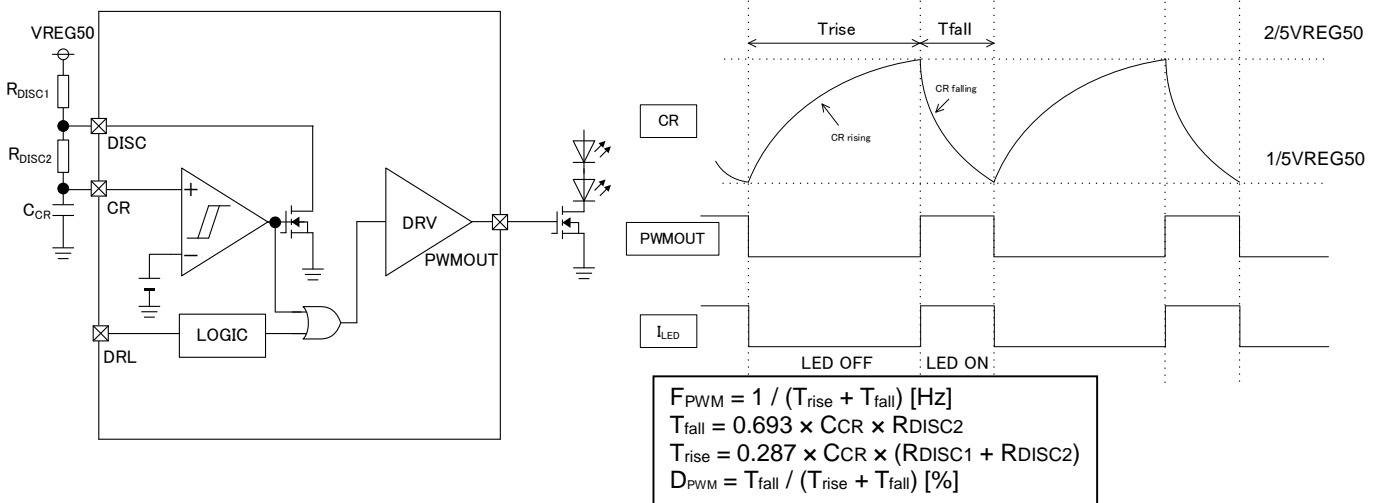 VREG50
RDISC1
DISC
RDISC2
CR
CCR
+
−
DRV
PWMOUT
LOGIC
DRL
Trise
Tfall
2/5VREG50
CR
CR rising
CR falling
1/5VREG50
PWMOUT
ILED
LED OFF
LED ON
FPWM = 1 / (Trise + Tfall) [Hz]
Tfall = 0.693 × CCR × RDISC2
Trise = 0.287 × CCR × (RDISC1 + RDISC2)
DPWM = Tfall / (Trise + Tfall) [%]